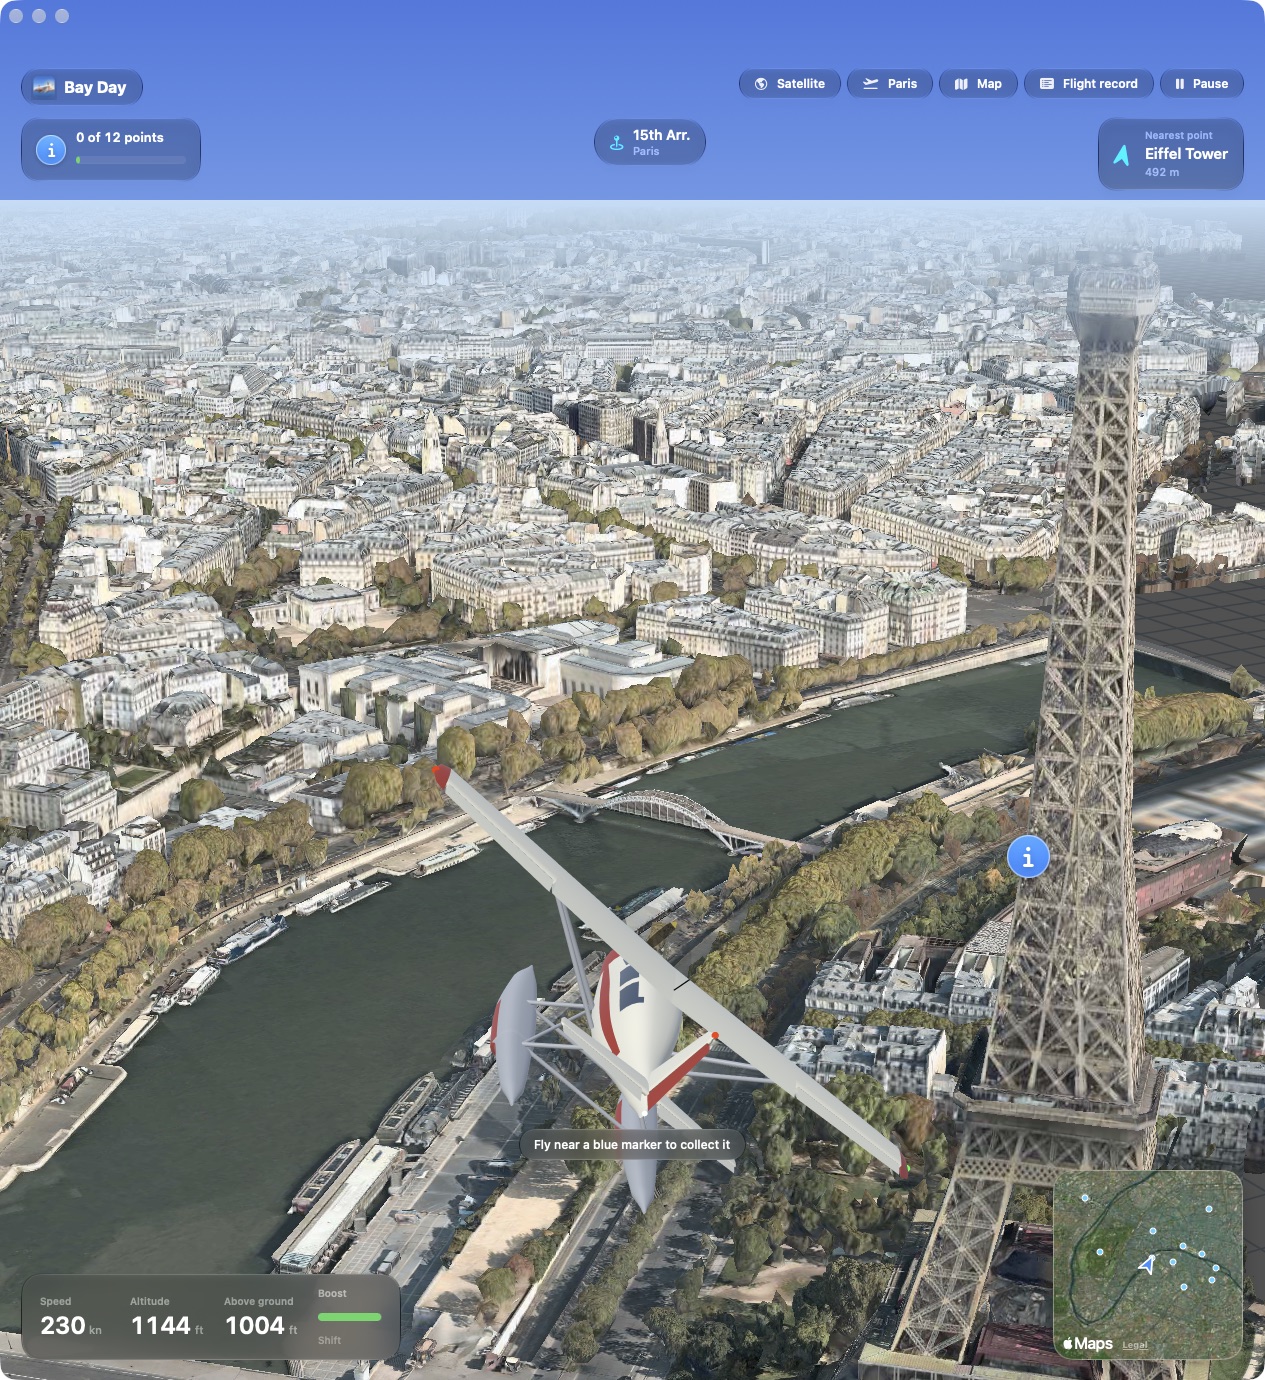 Bay Day
Satellite
Paris
Map
Flight record
Pause
0 of 12 points
15th Arr.
Paris
Nearest point
Eiffel Tower
492 m
Fly near a blue marker to collect it
Speed
230 kn
Altitude
1144 ft
Above ground
1004 ft
Boost
Shift
Maps
Legal